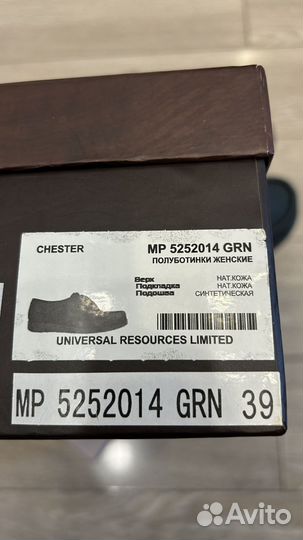 CHESTER
MP 5252014 GRN
ПОЛУБОТИНКИ ЖЕНСКИЕ
Верх НАТ.КОЖА
Подкладка НАТ.КОЖА
Подошва СИНТЕТИЧЕСКАЯ
UNIVERSAL RESOURCES LIMITED
MP 5252014 GRN 39
Avito